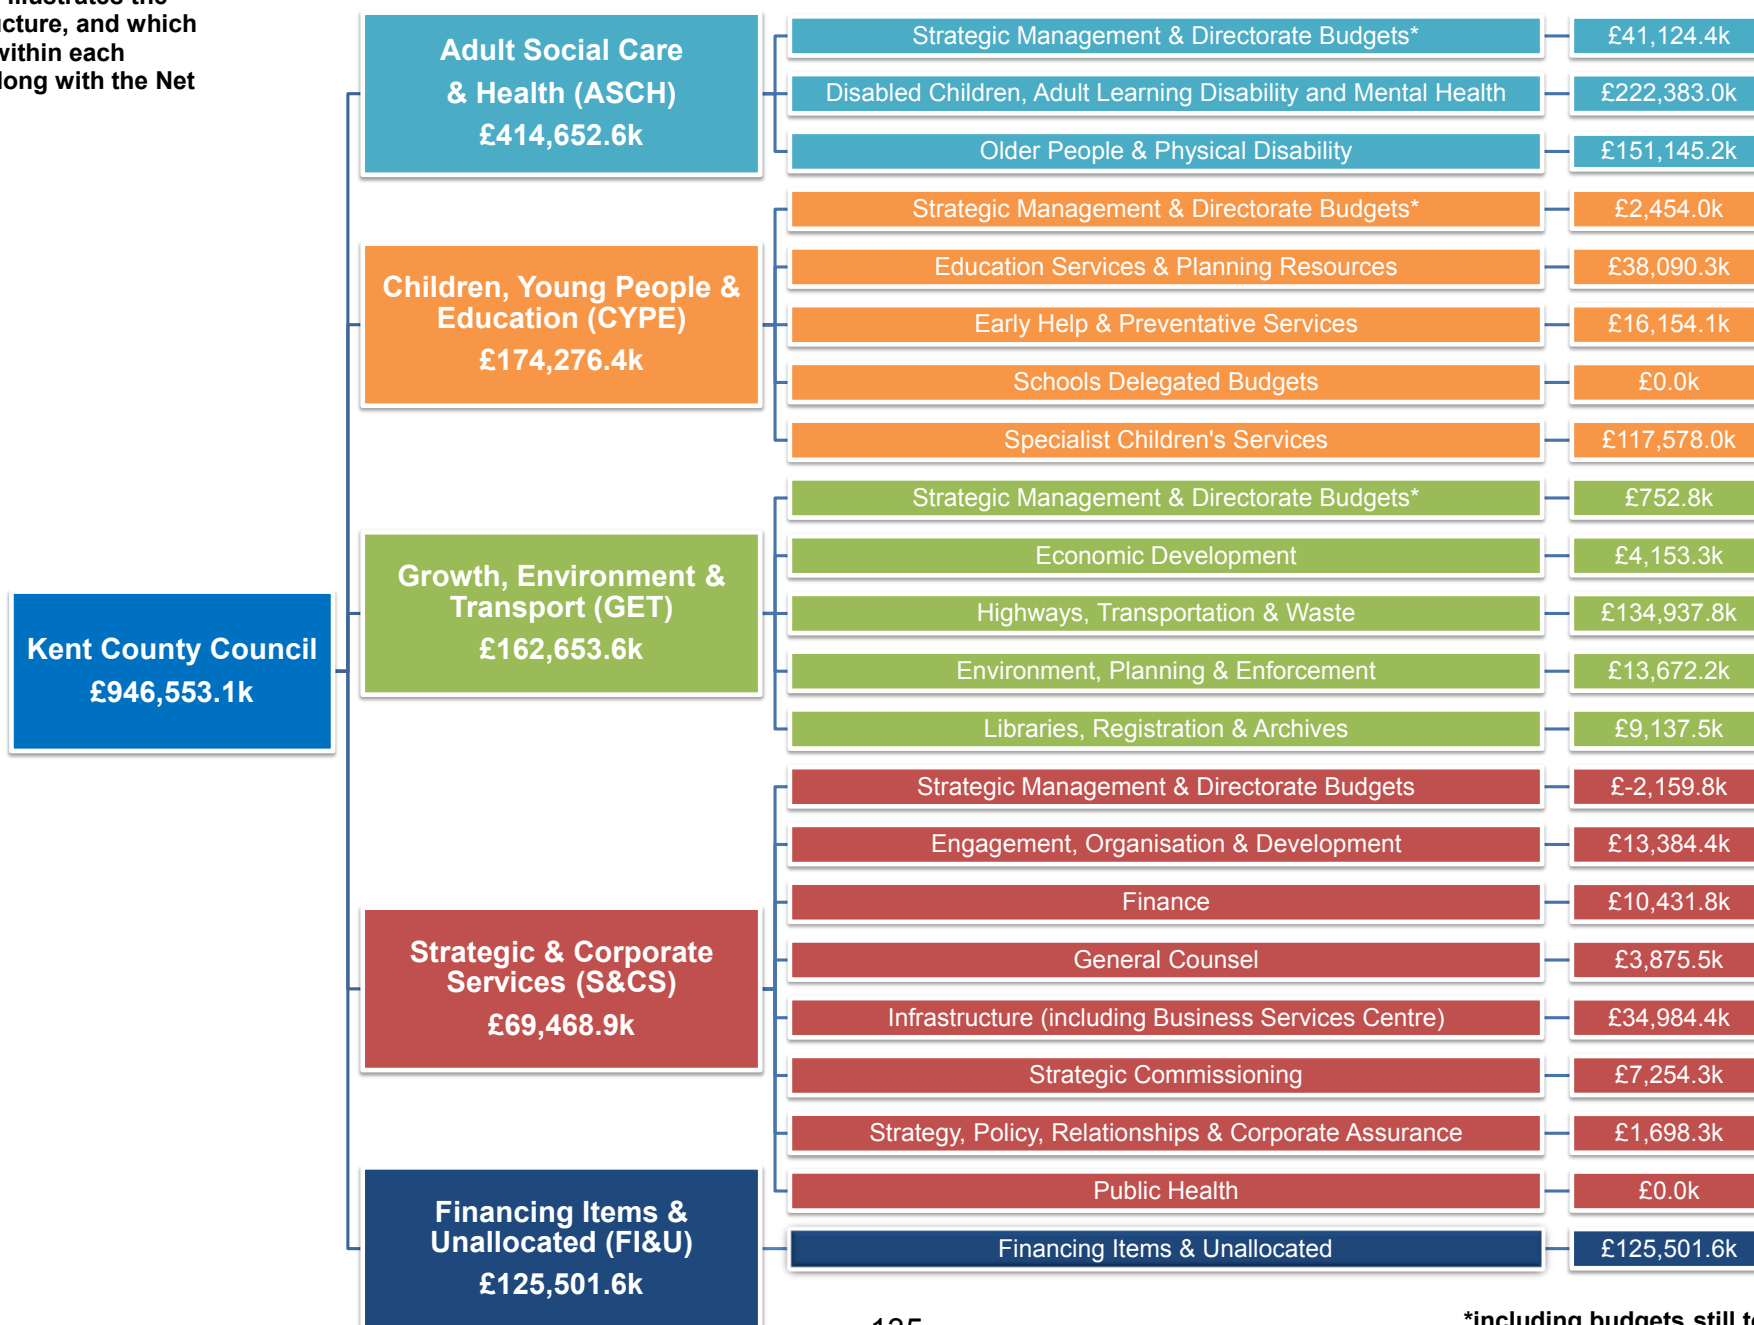 illustrates the
ucture, and which
within each
long with the Net
Kent County Council
£946,553.1k
Adult Social Care
& Health (ASCH)
£414,652.6k
Strategic Management & Directorate Budgets*
£41,124.4k
Disabled Children, Adult Learning Disability and Mental Health
£222,383.0k
Older People & Physical Disability
£151,145.2k
Children, Young People &
Education (CYPE)
£174,276.4k
Strategic Management & Directorate Budgets*
£2,454.0k
Education Services & Planning Resources
£38,090.3k
Early Help & Preventative Services
£16,154.1k
Schools Delegated Budgets
£0.0k
Specialist Children's Services
£117,578.0k
Growth, Environment &
Transport (GET)
£162,653.6k
Strategic Management & Directorate Budgets*
£752.8k
Economic Development
£4,153.3k
Highways, Transportation & Waste
£134,937.8k
Environment, Planning & Enforcement
£13,672.2k
Libraries, Registration & Archives
£9,137.5k
Strategic & Corporate
Services (S&CS)
£69,468.9k
Strategic Management & Directorate Budgets
£-2,159.8k
Engagement, Organisation & Development
£13,384.4k
Finance
£10,431.8k
General Counsel
£3,875.5k
Infrastructure (including Business Services Centre)
£34,984.4k
Strategic Commissioning
£7,254.3k
Strategy, Policy, Relationships & Corporate Assurance
£1,698.3k
Public Health
£0.0k
Financing Items &
Unallocated (FI&U)
£125,501.6k
Financing Items & Unallocated
£125,501.6k
135
*including budgets still to